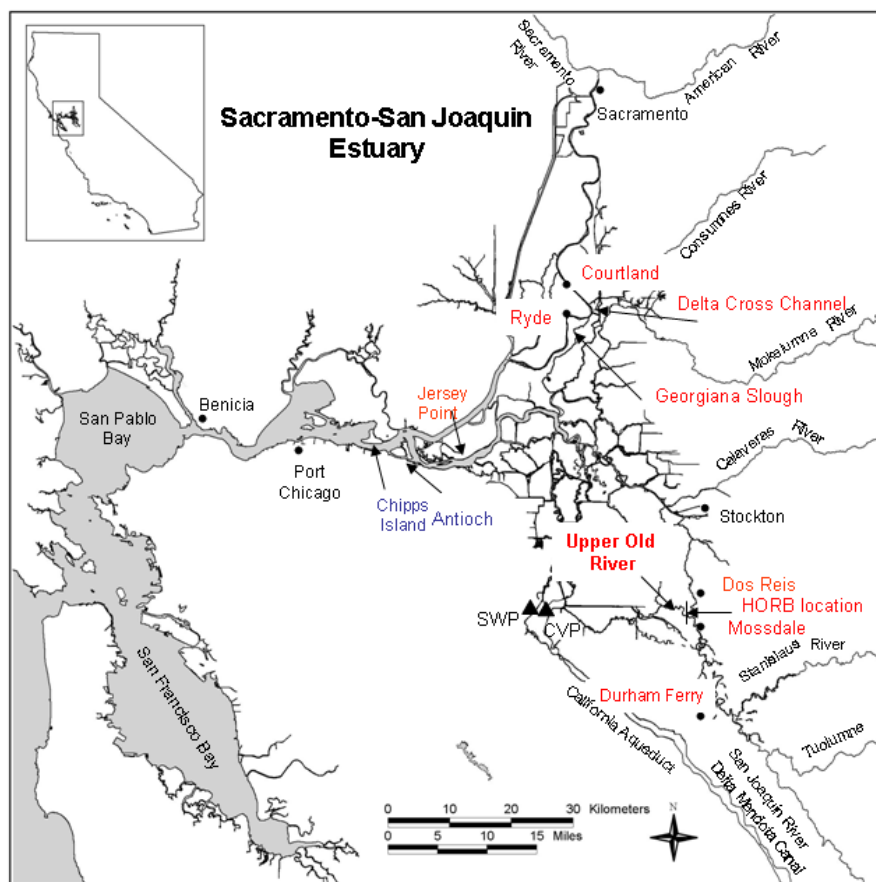 Sacramento
River
American River
Sacramento-San Joaquin
Estuary
Sacramento
Consumnes River
Courtland
Delta Cross Channel
Ryde
Mokelumna River
Georgiana Slough
Jersey
Point
Benicia
San Pablo
Bay
Calaveras River
Port
Chicago
Chipps
Island
Antioch
Stockton
Upper Old
River
Dos Reis
HORB location
SWP
CVP
Mossdale
Stanislaus River
San Francisco Bay
Durham Ferry
California Aqueduct
Tuolumne
San Joaquin River
Delta Mendota Canal
0 10 20 30 Kilometers
0 5 10 15 Miles
N